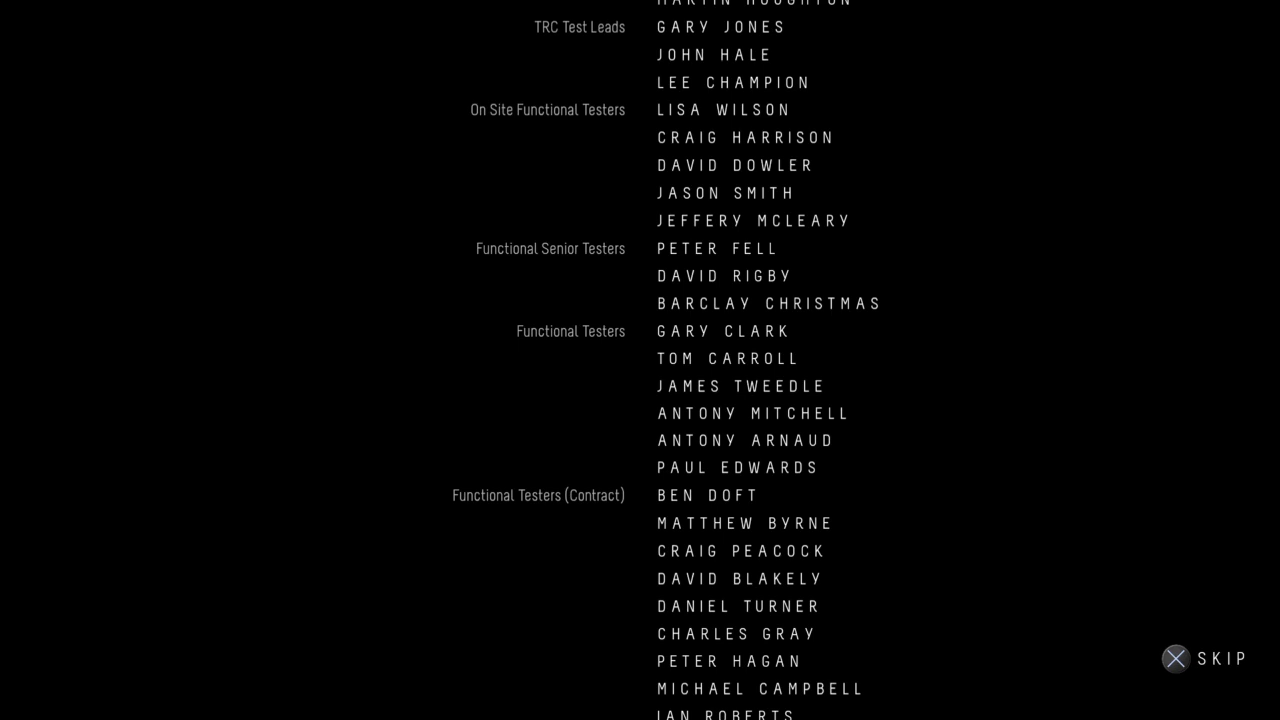 MARTIN HOUGHTON
TRC Test Leads GARY JONES
JOHN HALE
LEE CHAMPION
On Site Functional Testers LISA WILSON
CRAIG HARRISON
DAVID DOWLER
JASON SMITH
JEFFERY MCLEARY
Functional Senior Testers PETER FELL
DAVID RIGBY
BARCLAY CHRISTMAS
Functional Testers GARY CLARK
TOM CARROLL
JAMES TWEEDLE
ANTONY MITCHELL
ANTONY ARNAUD
PAUL EDWARDS
Functional Testers (Contract) BEN DOFT
MATTHEW BYRNE
CRAIG PEACOCK
DAVID BLAKELY
DANIEL TURNER
CHARLES GRAY
PETER HAGAN
SKIP
MICHAEL CAMPBELL
IAN ROBERTS